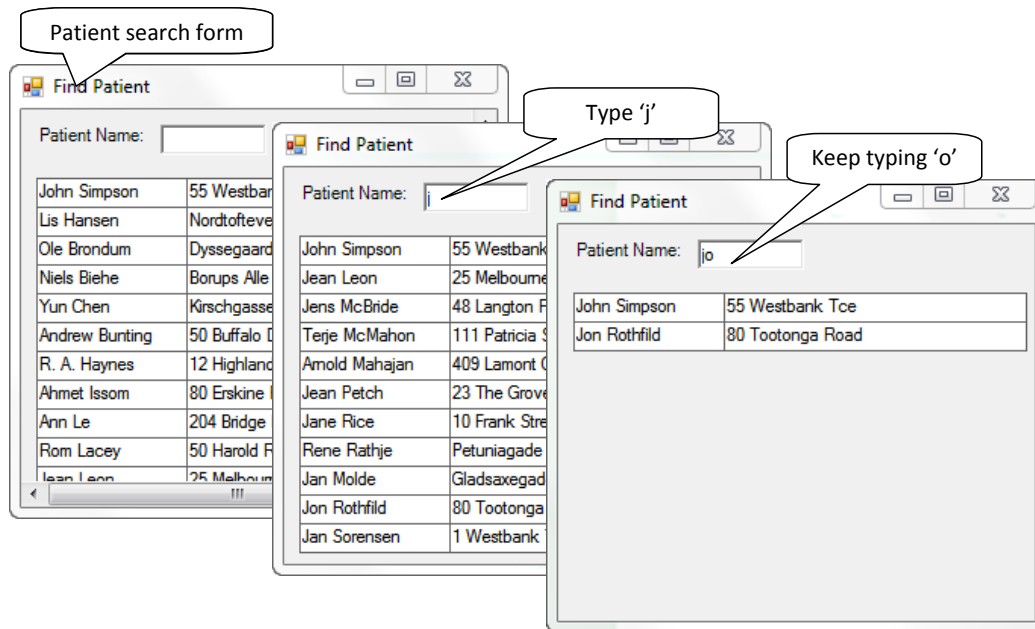 Patient search form
Find Patient
Patient Name:
John Simpson 55 Westban
Lis Hansen Nordtofteve
Ole Brondum Dyssegaard
Niels Biehe Borups Alle
Yun Chen Kirschgasse
Andrew Bunting 50 Buffalo D
R. A. Haynes 12 Highland
Ahmet Issom 80 Erskine
Ann Le 204 Bridge
Rom Lacey 50 Harold R
Jean Leon 25 Melbourn
Type ‘j’
Find Patient
Patient Name: j
John Simpson 55 Westbank
Jean Leon 25 Melbourne
Jens McBride 48 Langton
Terje McMahon 111 Patricia S
Arnold Mahajan 409 Lamont
Jean Petch 23 The Grove
Jane Rice 10 Frank Stre
Rene Rathje Petuniagade
Jan Molde Gladsaxegad
Jon Rothfild 80 Tootonga
Jan Sorensen 1 Westbank
Keep typing ‘o’
Find Patient
Patient Name: jo
John Simpson 55 Westbank Tce
Jon Rothfild 80 Tootonga Road